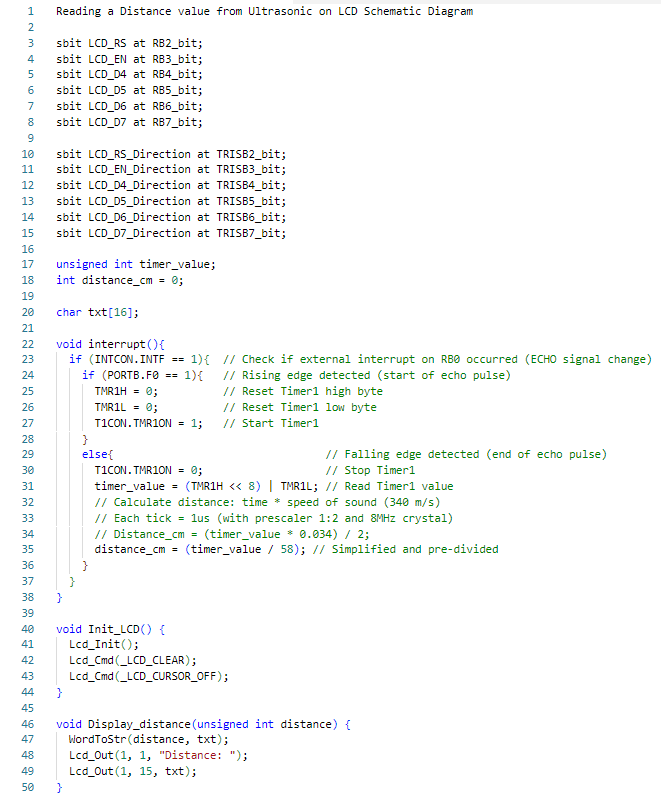 1 Reading a Distance value from Ultrasonic on LCD Schematic Diagram
2
3 sbit LCD_RS at RB2_bit;
4 sbit LCD_EN at RB3_bit;
5 sbit LCD_D4 at RB4_bit;
6 sbit LCD_D5 at RB5_bit;
7 sbit LCD_D6 at RB6_bit;
8 sbit LCD_D7 at RB7_bit;
9
10 sbit LCD_RS_Direction at TRISB2_bit;
11 sbit LCD_EN_Direction at TRISB3_bit;
12 sbit LCD_D4_Direction at TRISB4_bit;
13 sbit LCD_D5_Direction at TRISB5_bit;
14 sbit LCD_D6_Direction at TRISB6_bit;
15 sbit LCD_D7_Direction at TRISB7_bit;
16
17 unsigned int timer_value;
18 int distance_cm = 0;
19
20 char txt[16];
21
22 void interrupt(){
23   if (INTCON.INTF == 1){  // Check if external interrupt on RB0 occurred (ECHO signal change)
24     if (PORTB.F0 == 1){   // Rising edge detected (start of echo pulse)
25       TMR1H = 0;          // Reset Timer1 high byte
26       TMR1L = 0;          // Reset Timer1 low byte
27       T1CON.TMR1ON = 1;   // Start Timer1
28     }
29     else{                           // Falling edge detected (end of echo pulse)
30       T1CON.TMR1ON = 0;             // Stop Timer1
31       timer_value = (TMR1H << 8) | TMR1L; // Read Timer1 value
32       // Calculate distance: time * speed of sound (340 m/s)
33       // Each tick = 1us (with prescaler 1:2 and 8MHz crystal)
34       // Distance_cm = (timer_value * 0.034) / 2;
35       distance_cm = (timer_value / 58); // Simplified and pre-divided
36     }
37   }
38 }
39
40 void Init_LCD() {
41   Lcd_Init();
42   Lcd_Cmd(_LCD_CLEAR);
43   Lcd_Cmd(_LCD_CURSOR_OFF);
44 }
45
46 void Display_distance(unsigned int distance) {
47   WordToStr(distance, txt);
48   Lcd_Out(1, 1, "Distance: ");
49   Lcd_Out(1, 15, txt);
50 }